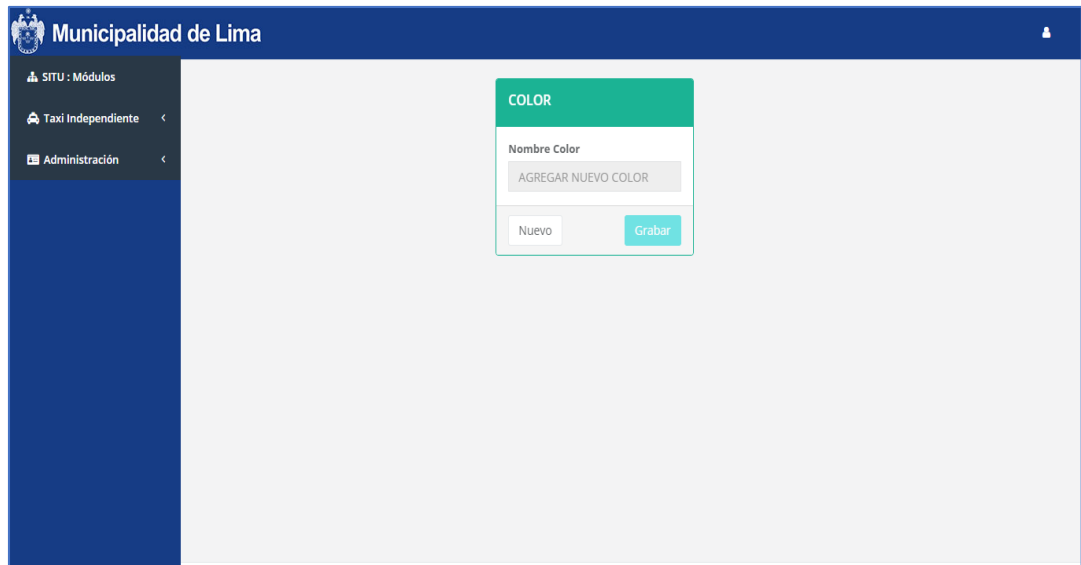 Municipalidad de Lima
SITU : Módulos
Taxi Independiente
Administración
COLOR
Nombre Color
AGREGAR NUEVO COLOR
Nuevo Grabar